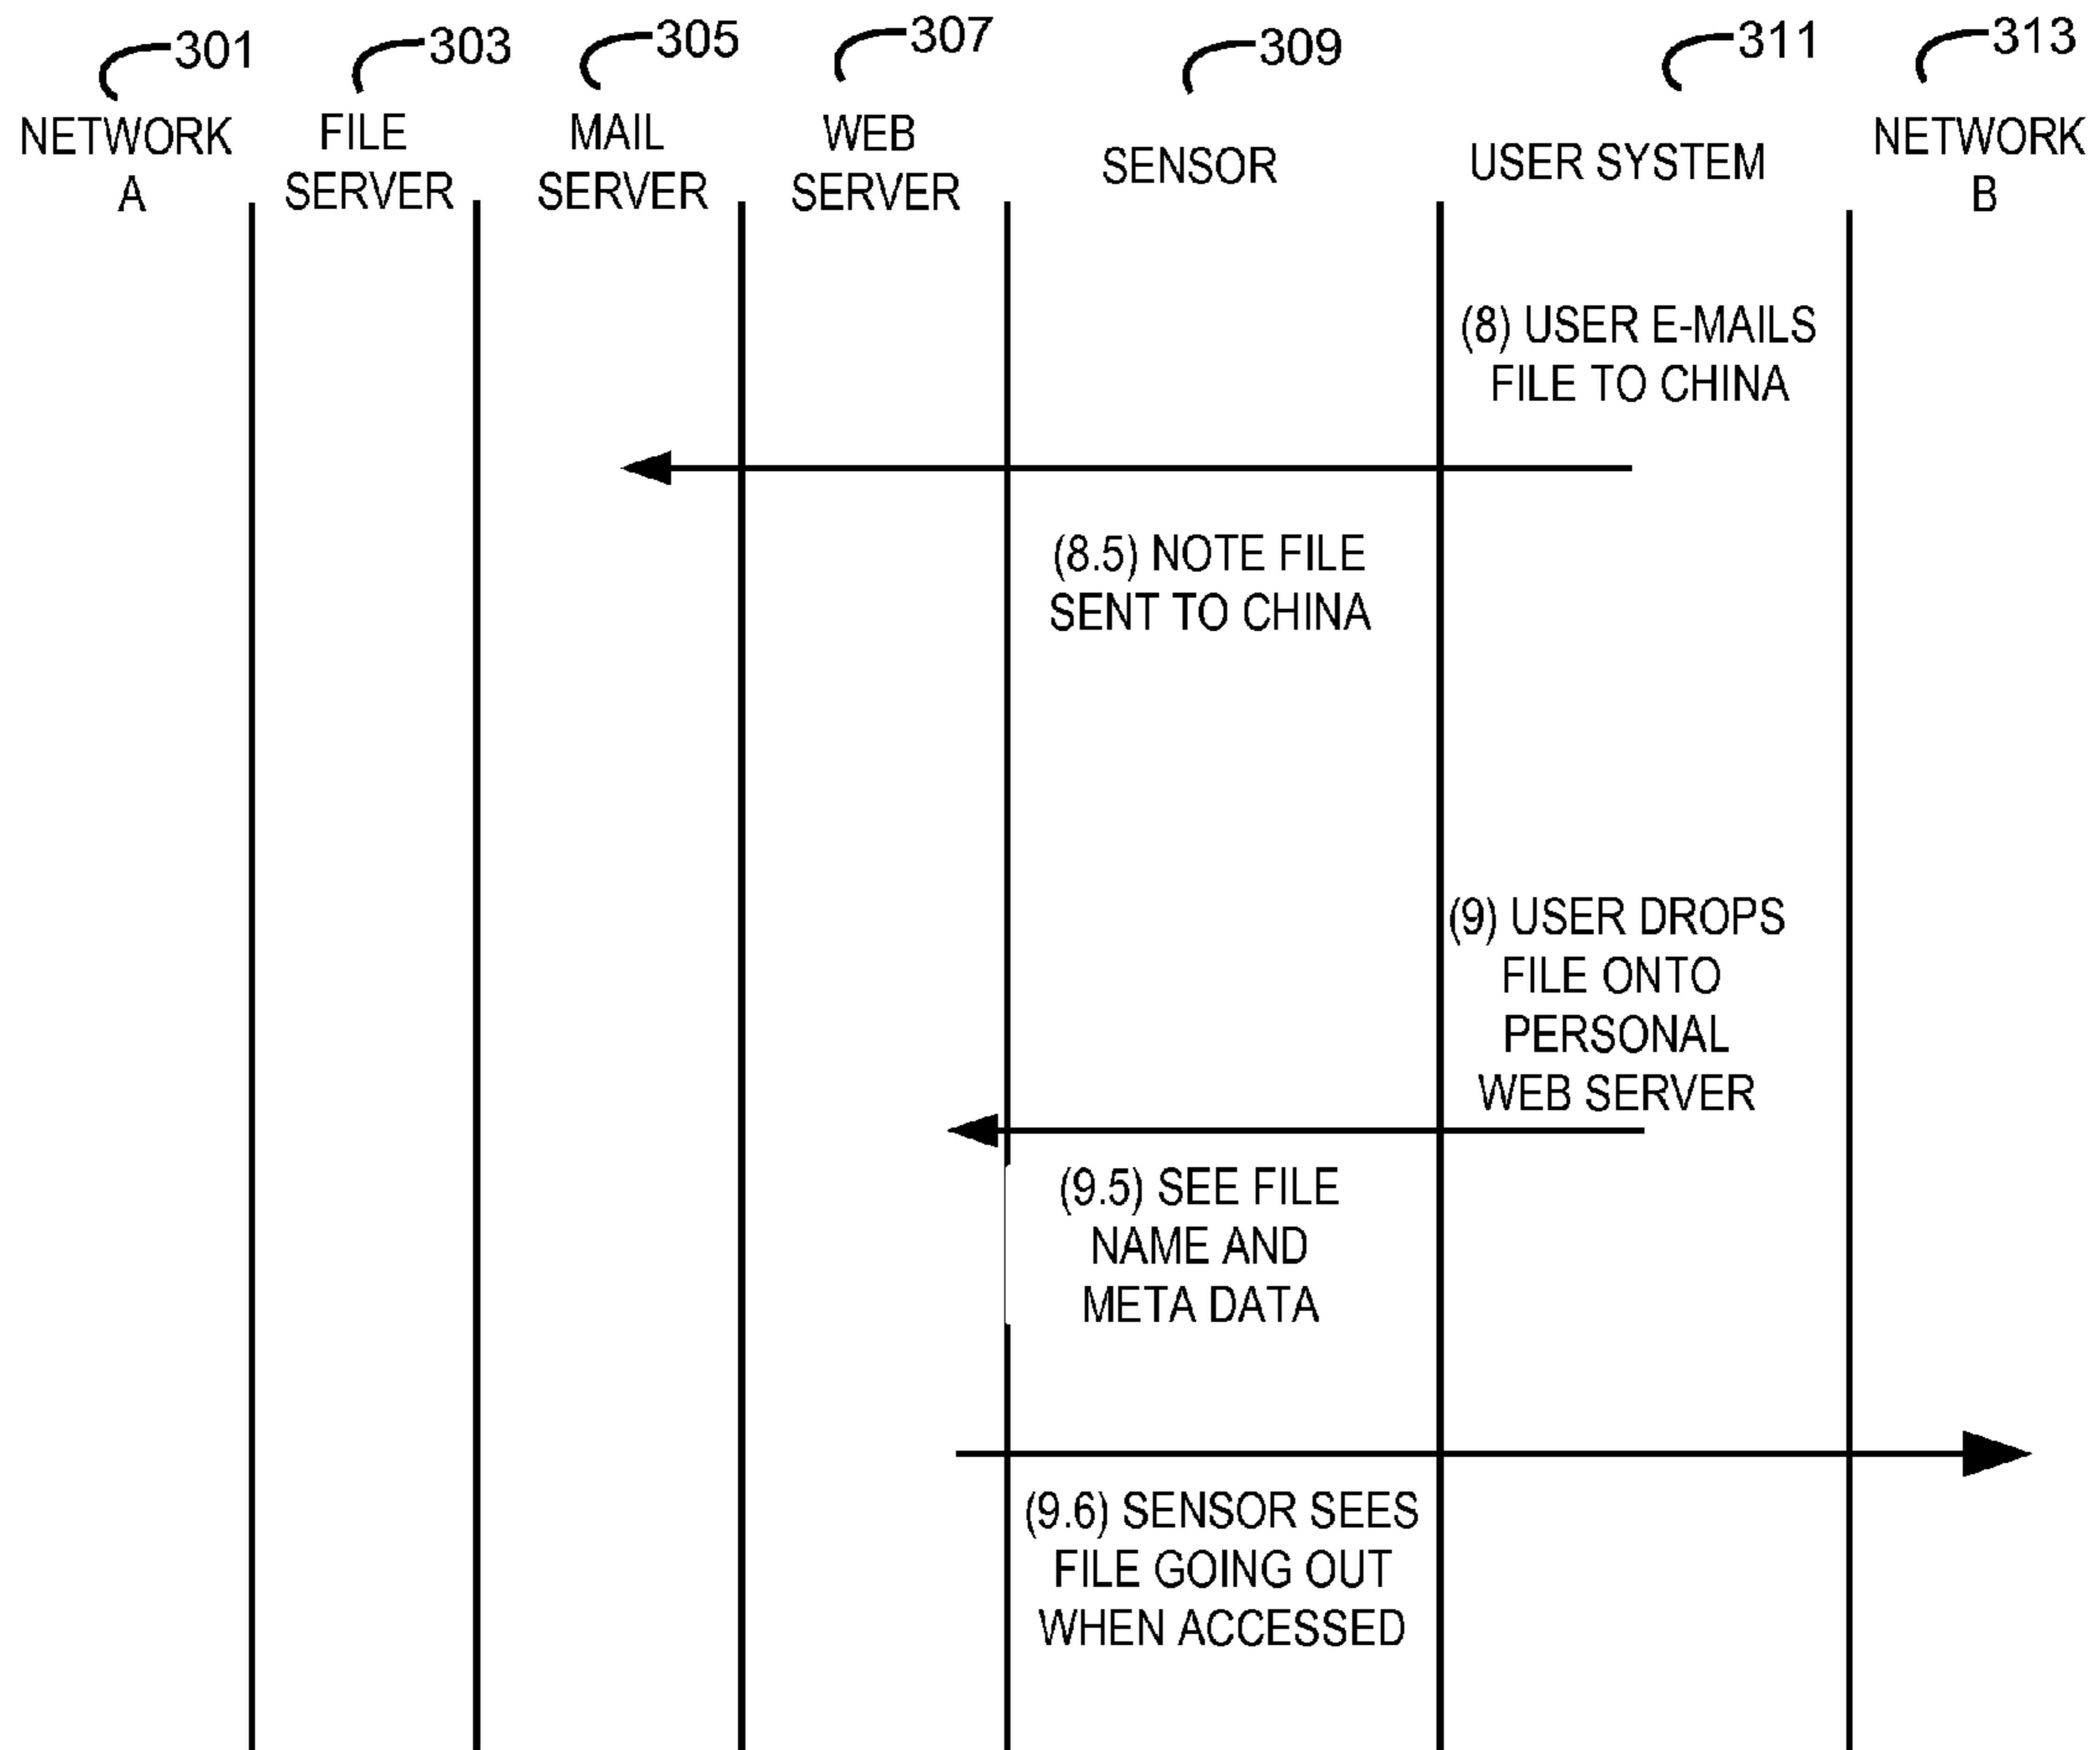 301
303
305
307
309
311
313
NETWORK
A
FILE
SERVER
MAIL
SERVER
WEB
SERVER
SENSOR
USER SYSTEM
NETWORK
B
(8) USER E-MAILS
FILE TO CHINA
(8.5) NOTE FILE
SENT TO CHINA
(9) USER DROPS
FILE ONTO
PERSONAL
WEB SERVER
(9.5) SEE FILE
NAME AND
META DATA
(9.6) SENSOR SEES
FILE GOING OUT
WHEN ACCESSED